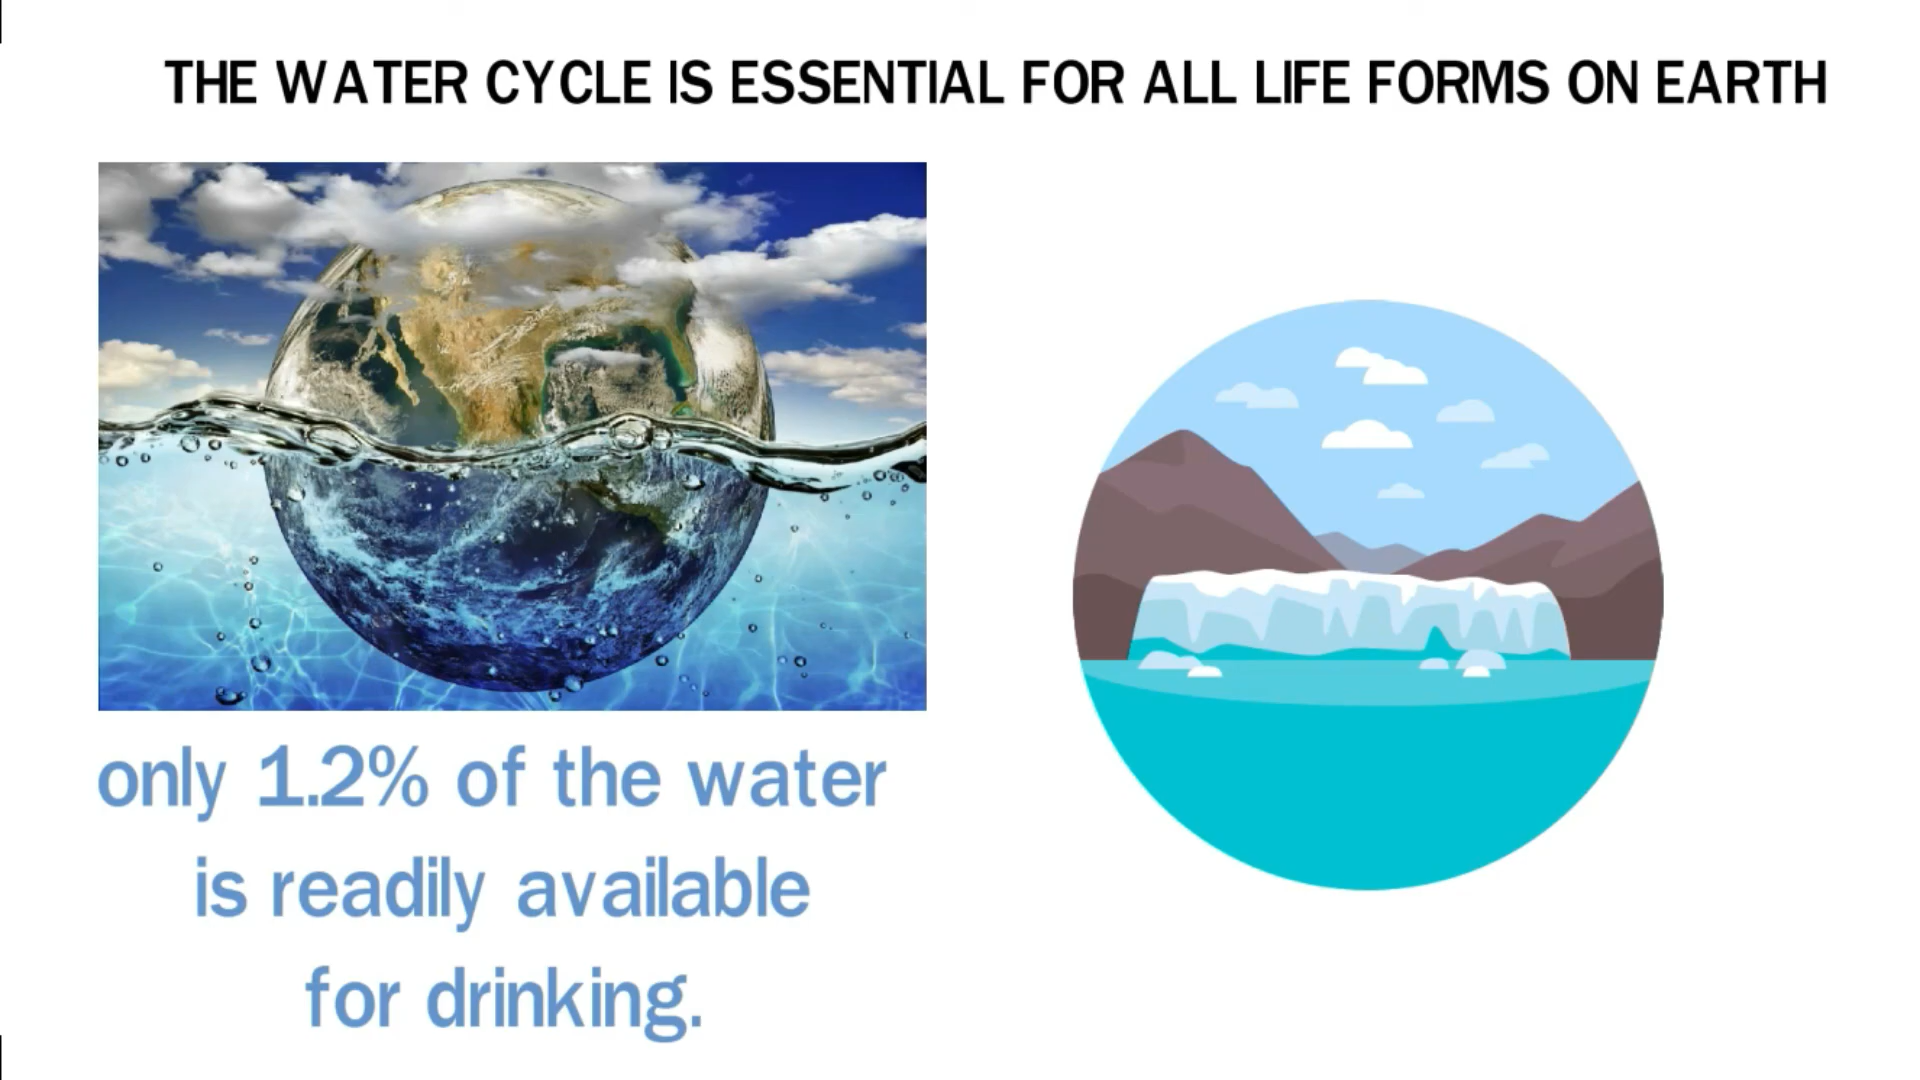 THE WATER CYCLE IS ESSENTIAL FOR ALL LIFE FORMS ON EARTH
only 1.2% of the water
is readily available
for drinking.